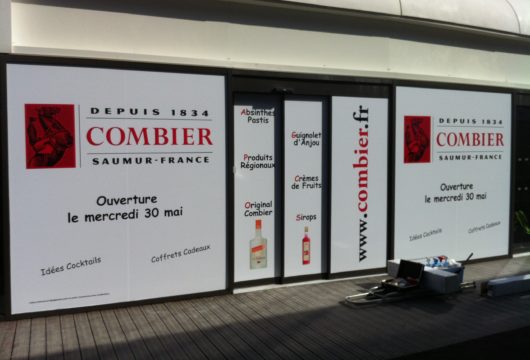 DEPUIS 1834
COMBIER
SAUMUR-FRANCE
Ouverture
le mercredi 30 mai
Idées Cocktails
Coffrets Cadeaux
Absinthes
Pastis
Produits
Régionaux
Original
Combier
Guignolet
d'Anjou
Crèmes
de Fruits
Sirops
www.combier.fr
DEPUIS 1834
COMBIER
SAUMUR-FRANCE
Ouverture
le mercredi 30 mai
Idées Cocktails
Coffrets Cadeaux